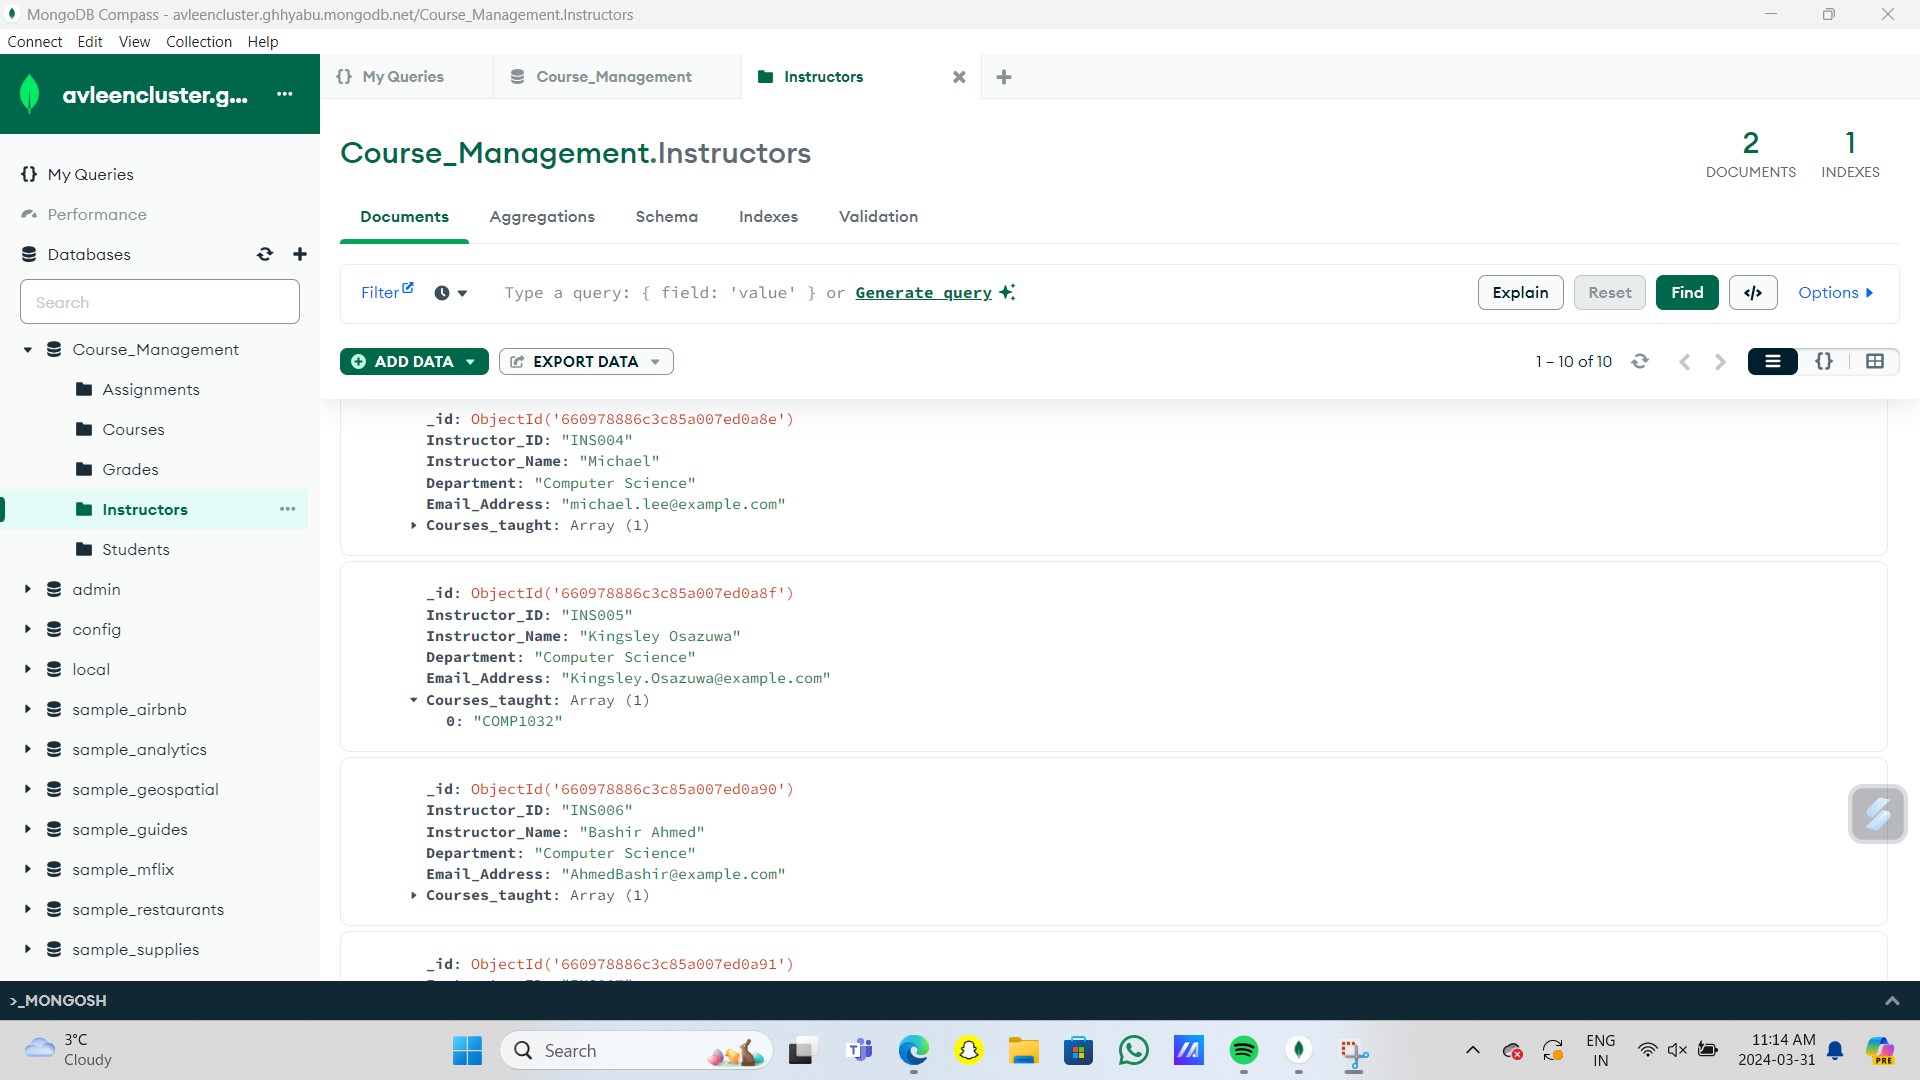 MongoDB Compass - avleencluster.ghhyabu.mongodb.net/Course_Management.Instructors
Connect Edit View Collection Help
avleencluster.g...
My Queries
Performance
Databases
Search
Course_Management
Assignments
Courses
Grades
Instructors
Students
admin
config
local
sample_airbnb
sample_analytics
sample_geospatial
sample_guides
sample_mflix
sample_restaurants
sample_supplies
{} My Queries
Course_Management
Instructors
Course_Management.Instructors
2 DOCUMENTS
1 INDEXES
Documents Aggregations Schema Indexes Validation
Filter Type a query: { field: 'value' } or Generate query Explain Reset Find </> Options
ADD DATA EXPORT DATA 1 – 10 of 10 {}
_id: ObjectId('660978886c3c85a007ed0a8e')
Instructor_ID: "INS004"
Instructor_Name: "Michael"
Department: "Computer Science"
Email_Address: "michael.lee@example.com"
Courses_taught: Array (1)
_id: ObjectId('660978886c3c85a007ed0a8f')
Instructor_ID: "INS005"
Instructor_Name: "Kingsley Osazuwa"
Department: "Computer Science"
Email_Address: "Kingsley.Osazuwa@example.com"
Courses_taught: Array (1)
0: "COMP1032"
_id: ObjectId('660978886c3c85a007ed0a90')
Instructor_ID: "INS006"
Instructor_Name: "Bashir Ahmed"
Department: "Computer Science"
Email_Address: "AhmedBashir@example.com"
Courses_taught: Array (1)
_id: ObjectId('660978886c3c85a007ed0a91')
>_MONGOSH
3°C
Cloudy
Search
ENG
IN
11:14 AM
2024-03-31
PRE